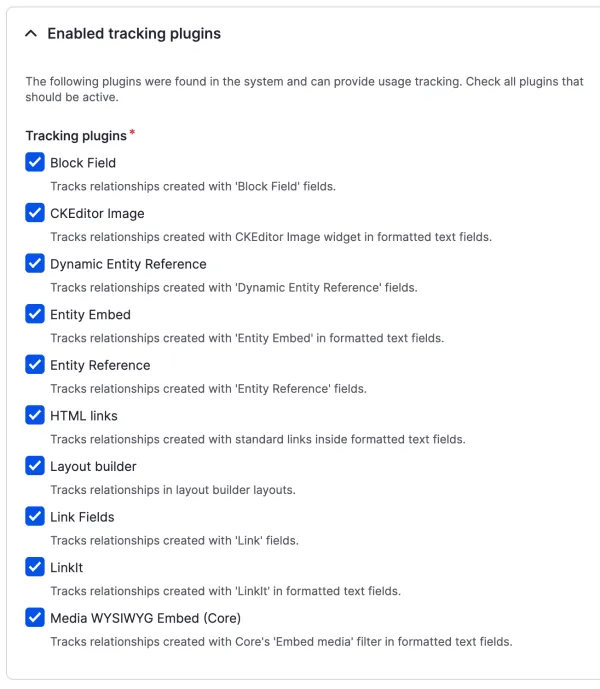 Enabled tracking plugins
The following plugins were found in the system and can provide usage tracking. Check all plugins that
should be active.
Tracking plugins*
Block Field
Tracks relationships created with 'Block Field' fields.
CKEditor Image
Tracks relationships created with CKEditor Image widget in formatted text fields.
Dynamic Entity Reference
Tracks relationships created with 'Dynamic Entity Reference' fields.
Entity Embed
Tracks relationships created with 'Entity Embed' in formatted text fields.
Entity Reference
Tracks relationships created with 'Entity Reference' fields.
HTML links
Tracks relationships created with standard links inside formatted text fields.
Layout builder
Tracks relationships in layout builder layouts.
Link Fields
Tracks relationships created with 'Link' fields.
LinkIt
Tracks relationships created with 'LinkIt' in formatted text fields.
Media WYSIWYG Embed (Core)
Tracks relationships created with Core's 'Embed media' filter in formatted text fields.